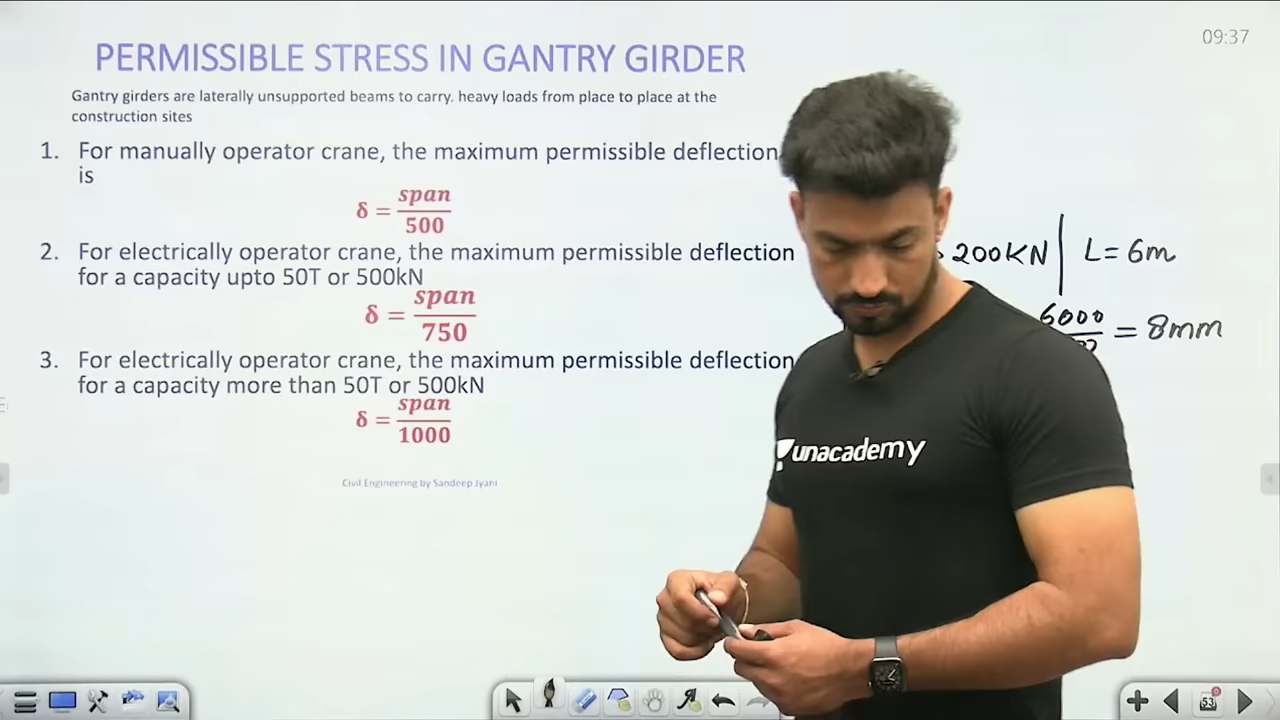 09:37
PERMISSIBLE STRESS IN GANTRY GIRDER
Gantry girders are laterally unsupported beams to carry. heavy loads from place to place at the
construction sites
1. For manually operator crane, the maximum permissible deflection
is
δ = span
500
2. For electrically operator crane, the maximum permissible deflection
for a capacity upto 50T or 500kN
δ = span
750
3. For electrically operator crane, the maximum permissible deflection
for a capacity more than 50T or 500kN
δ = span
1000
Civil Engineering by Sandeep Jyani
200KN | L = 6m
6000
= 8mm
unacademy
53